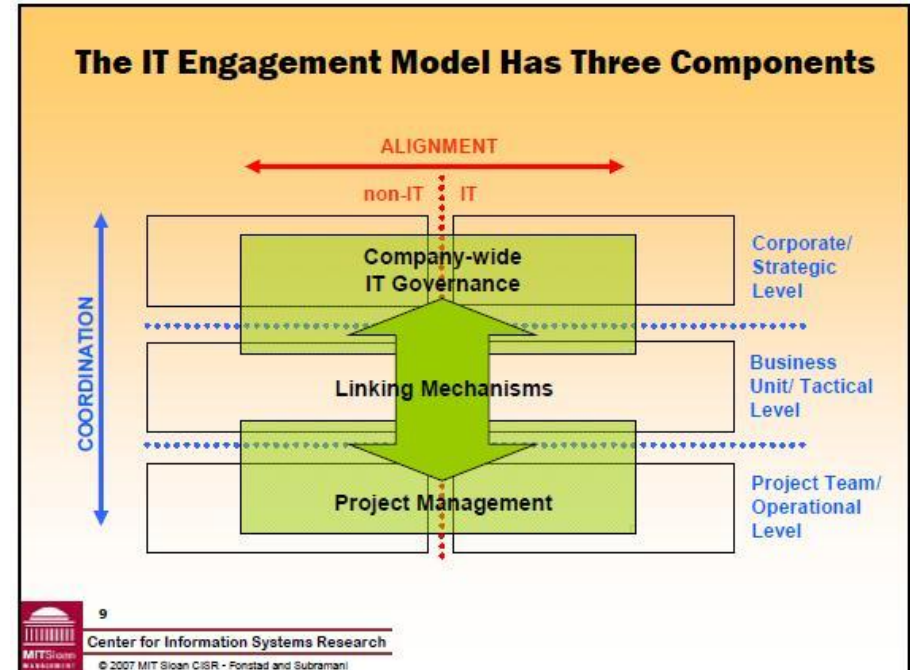 The IT Engagement Model Has Three Components
ALIGNMENT
non-IT
IT
COORDINATION
Company-wide
IT Governance
Corporate/
Strategic
Level
Linking Mechanisms
Business
Unit/ Tactical
Level
Project Management
Project Team/
Operational
Level
9
MITSloan
MANAGEMENT
Center for Information Systems Research
© 2007 MIT Sloan CISR - Fonstad and Subramani